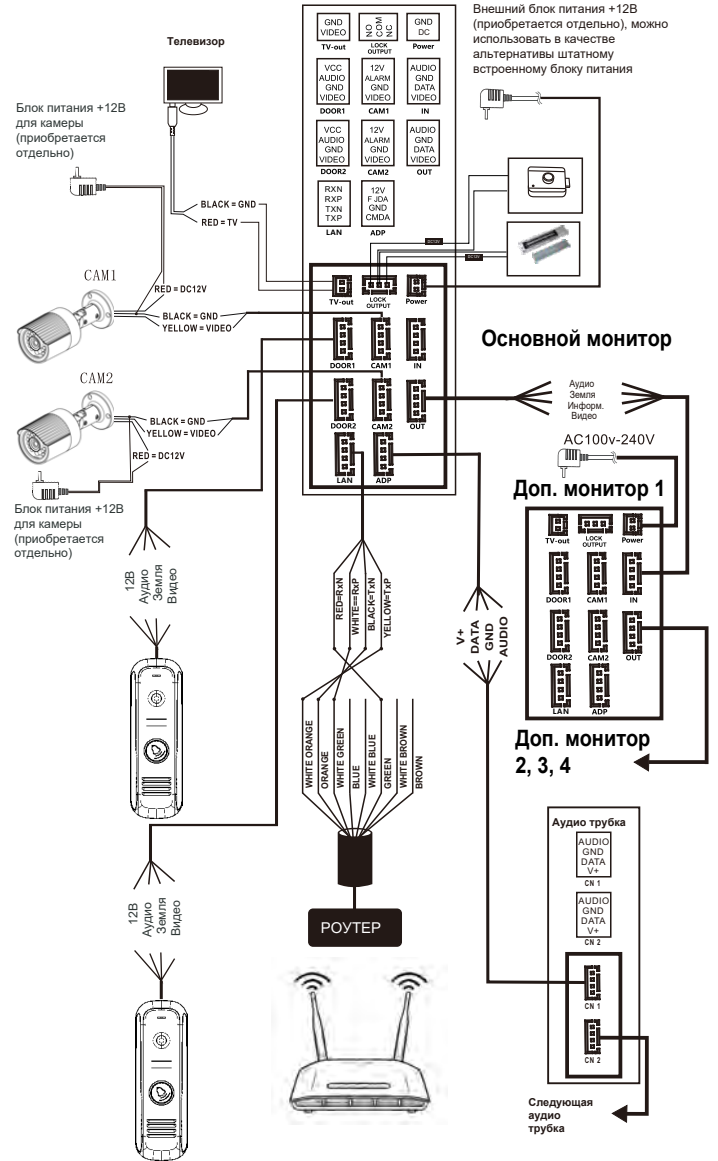 Внешний блок питания +12В
(приобретается отдельно), можно
использовать в качестве
альтернативы штатному
встроенному блоку питания
Телевизор
Блок питания +12В
для камеры
(приобретается
отдельно)
GND
VIDEO
TV-out
NO
COM
NC
LOCK
OUTPUT
GND
DC
Power
VCC
AUDIO
GND
VIDEO
DOOR1
12V
ALARM
GND
VIDEO
CAM1
AUDIO
GND
DATA
VIDEO
IN
VCC
AUDIO
GND
VIDEO
DOOR2
12V
ALARM
GND
VIDEO
CAM2
AUDIO
GND
DATA
VIDEO
OUT
RXN
RXP
TXN
TXP
LAN
12V
F JDA
GND
CMDA
ADP
BLACK = GND
RED = TV
DC12V
DC12V
CAM1
RED = DC12V
BLACK = GND
YELLOW = VIDEO
CAM2
BLACK = GND
YELLOW = VIDEO
RED = DC12V
Блок питания +12В
для камеры
(приобретается
отдельно)
TV-out
LOCK
OUTPUT
Power
DOOR1
CAM1
IN
DOOR2
CAM2
OUT
LAN
ADP
Основной монитор
Аудио
Земля
Информ.
Видео
AC100v-240V
Доп. монитор 1
TV-out
LOCK
OUTPUT
Power
DOOR1
CAM1
IN
DOOR2
CAM2
OUT
LAN
ADP
Доп. монитор
2, 3, 4
12В
Аудио
Земля
Видео
RED=RxN
WHITE==RxP
BLACK=TxN
YELLOW=TxP
V+
DATA
GND
AUDIO
WHITE ORANGE
ORANGE
WHITE GREEN
BLUE
WHITE BLUE
GREEN
WHITE BROWN
BROWN
РОУТЕР
12В
Аудио
Земля
Видео
Аудио трубка
AUDIO
GND
DATA
V+
CN 1
AUDIO
GND
DATA
V+
CN 2
CN 1
CN 2
Следующая
аудио
трубка